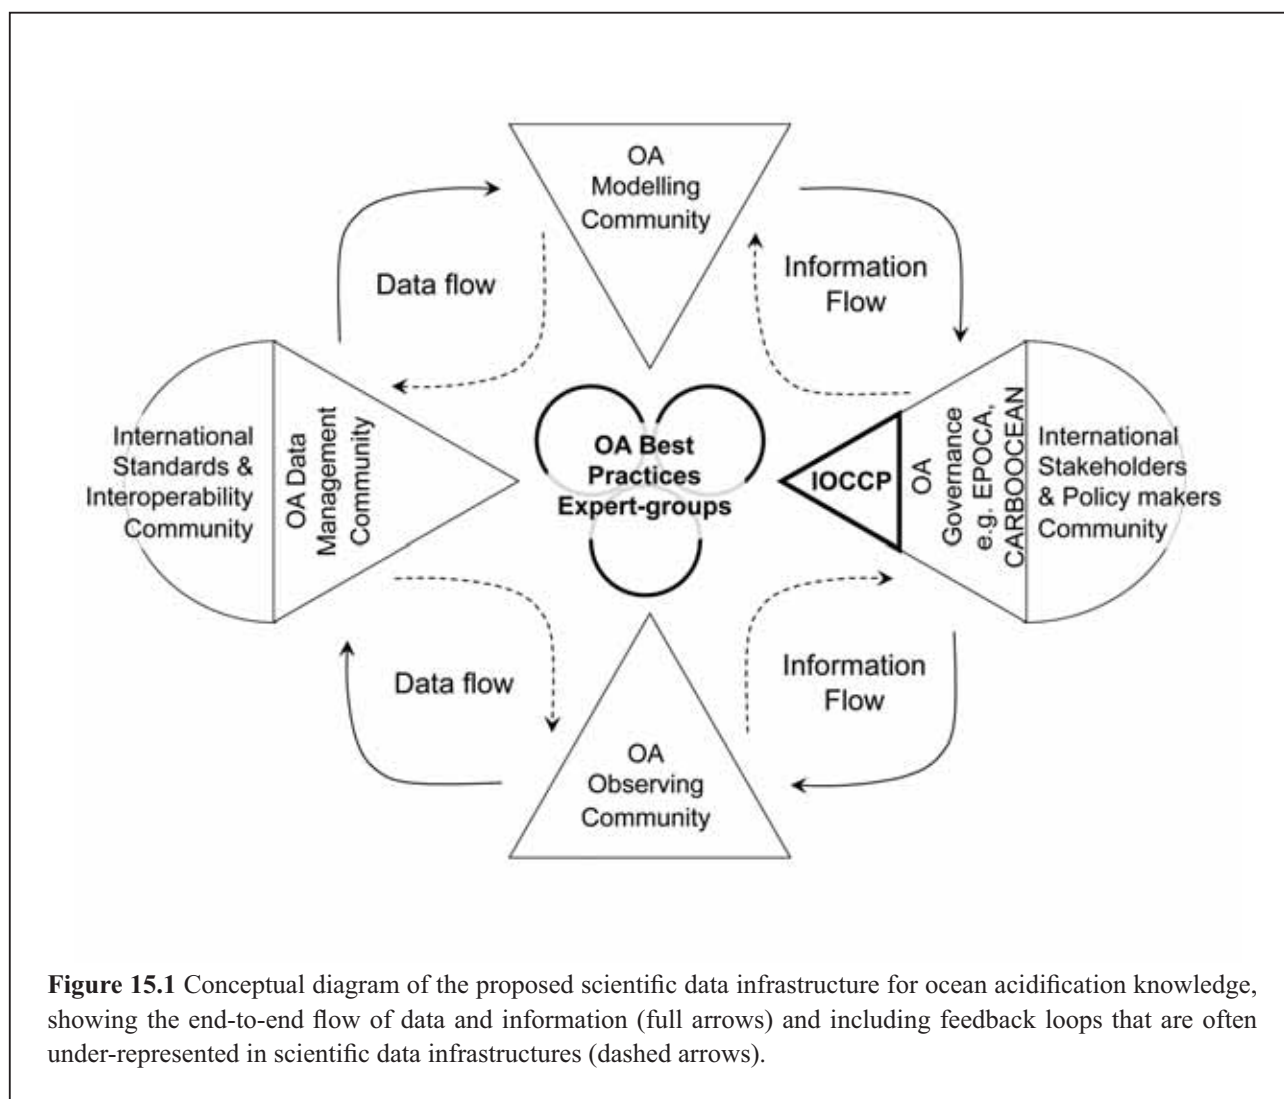 OA
Modelling
Community
Data flow
Information
Flow
International
Standards &
Interoperability
Community
OA Data
Management
Community
OA Best
Practices
Expert-groups
IOCCP
OA
Governance
e.g. EPOCA,
CARBOOCEAN
International
Stakeholders
& Policy makers
Community
Data flow
Information
Flow
OA
Observing
Community
Figure 15.1 Conceptual diagram of the proposed scientific data infrastructure for ocean acidification knowledge,
showing the end-to-end flow of data and information (full arrows) and including feedback loops that are often
under-represented in scientific data infrastructures (dashed arrows).